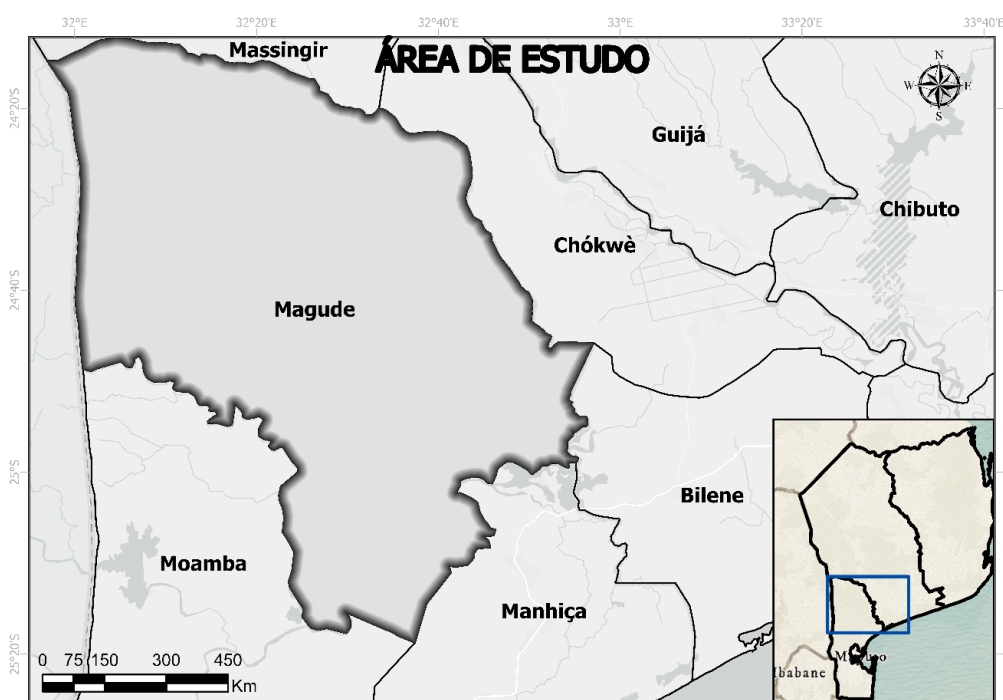 32°E 32°20'E 32°40'E 33°E 33°20'E 33°40'E
Massingir
ÁREA DE ESTUDO
N
W E
S
24°20'S
Guijá
Chibuto
Chókwè
24°40'S
Magude
25°S
Bilene
Moamba
Manhiça
25°20'S
0 75 150 300 450
Km